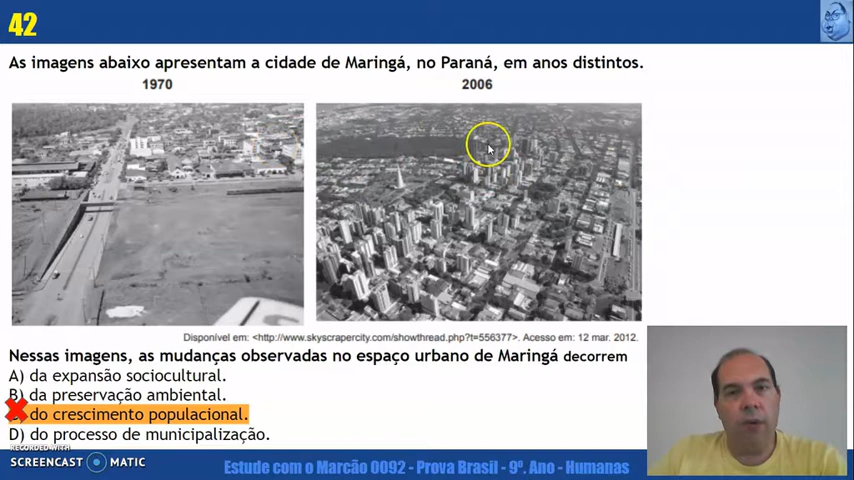 42
As imagens abaixo apresentam a cidade de Maringá, no Paraná, em anos distintos.
1970
2006
Disponível em: <http://www.skyscrapercity.com/showthread.php?t=556377>. Acesso em: 12 mar. 2012.
Nessas imagens, as mudanças observadas no espaço urbano de Maringá decorrem
A) da expansão sociocultural.
B) da preservação ambiental.
do crescimento populacional.
D) do processo de municipalização.
RECORDED WITH
SCREENCAST MATIC
Estude com o Marcão 0092 - Prova Brasil - 9º. Ano - Humanas